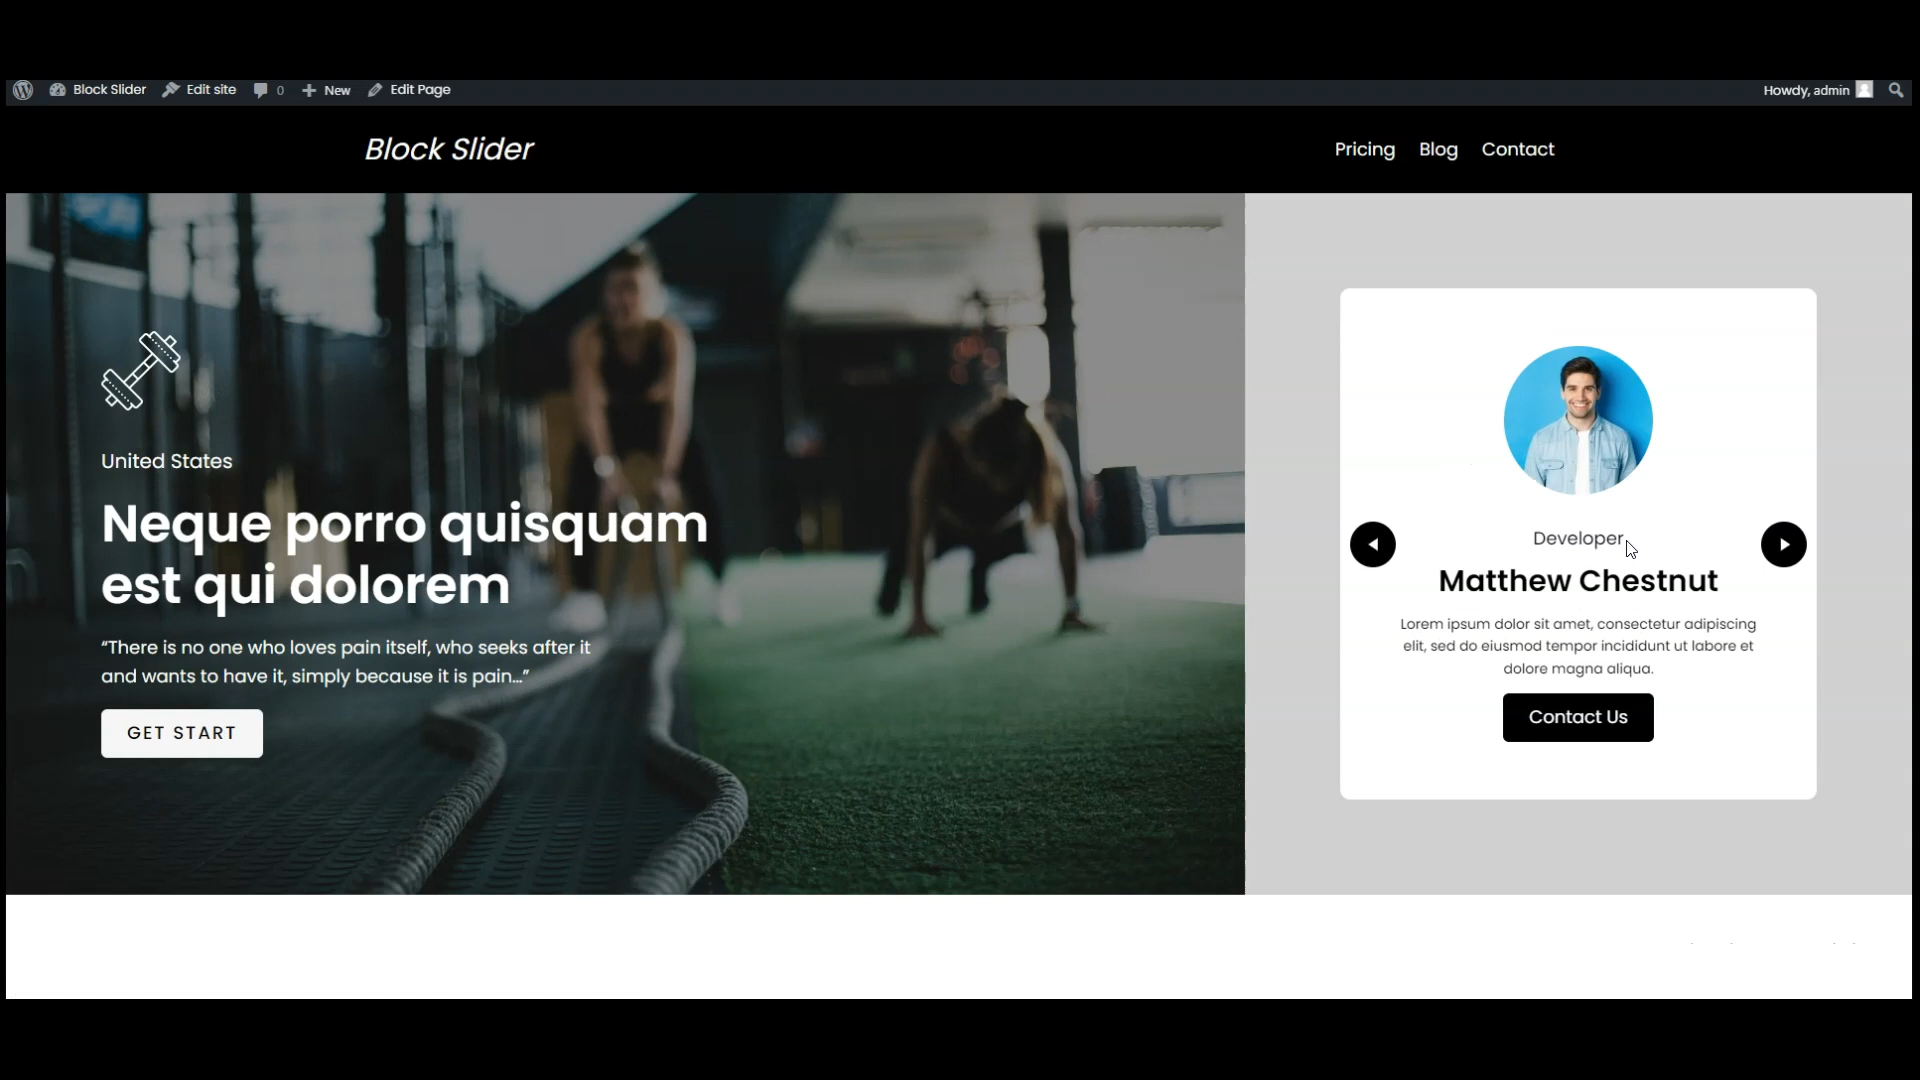 Block Slider
Edit site
0
New
Edit Page
Howdy, admin
Block Slider
Pricing
Blog
Contact
United States
Neque porro quisquam
est qui dolorem
“There is no one who loves pain itself, who seeks after it
and wants to have it, simply because it is pain...”
GET START
Developer
Matthew Chestnut
Lorem ipsum dolor sit amet, consectetur adipiscing
elit, sed do eiusmod tempor incididunt ut labore et
dolore magna aliqua.
Contact Us